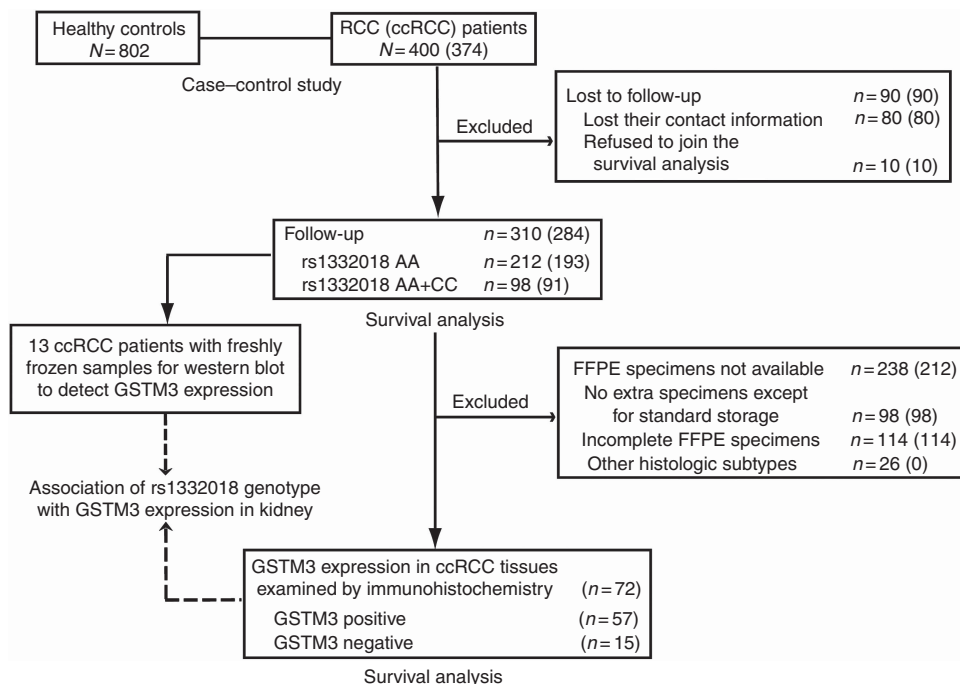 Healthy controls
N=802
RCC (ccRCC) patients
N=400 (374)
Case–control study
Excluded
Lost to follow-up n=90 (90)
Lost their contact information n=80 (80)
Refused to join the
survival analysis n=10 (10)
Follow-up n=310 (284)
rs1332018 AA n=212 (193)
rs1332018 AA+CC n=98 (91)
Survival analysis
13 ccRCC patients with freshly
frozen samples for western blot
to detect GSTM3 expression
Excluded
FFPE specimens not available n=238 (212)
No extra specimens except
for standard storage n=98 (98)
Incomplete FFPE specimens n=114 (114)
Other histologic subtypes n=26 (0)
Association of rs1332018 genotype
with GSTM3 expression in kidney
GSTM3 expression in ccRCC tissues
examined by immunohistochemistry (n=72)
GSTM3 positive (n=57)
GSTM3 negative (n=15)
Survival analysis